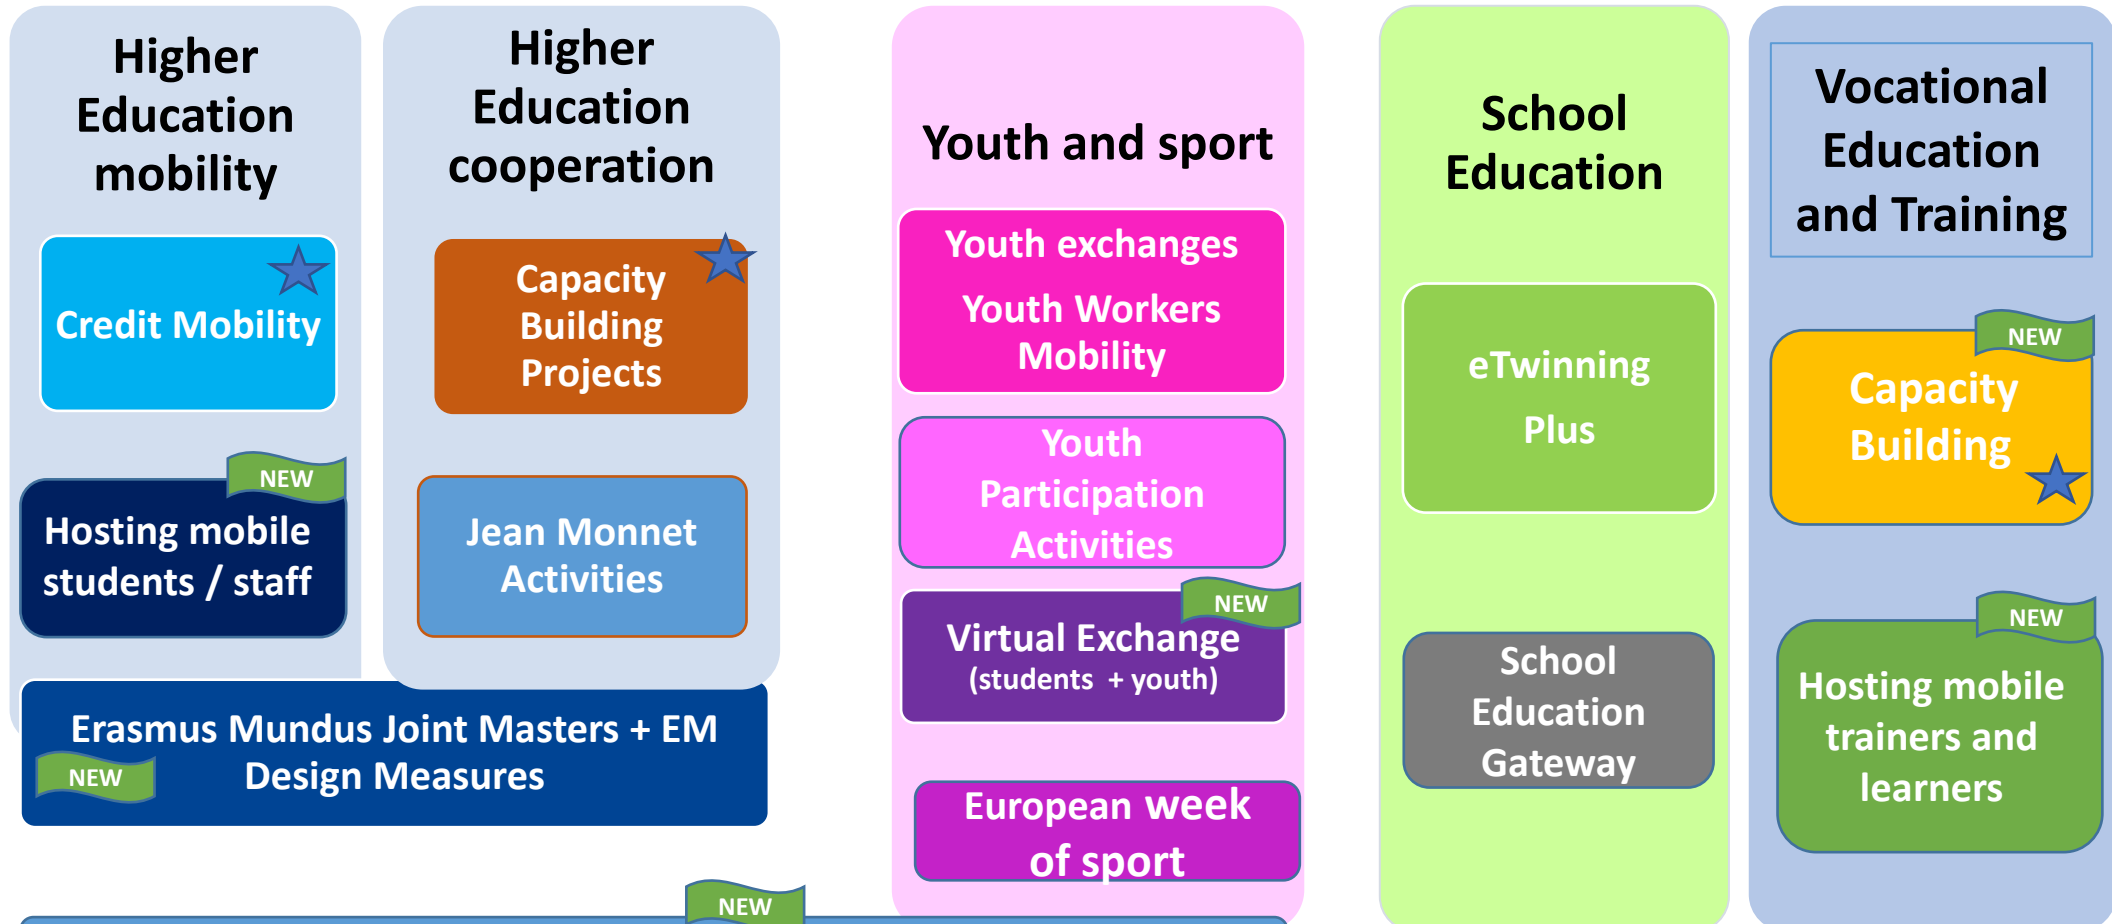 Higher
Education
mobility
Credit Mobility
NEW
Hosting mobile
students / staff
Higher
Education
cooperation
Capacity
Building
Projects
Jean Monnet
Activities
Erasmus Mundus Joint Masters + EM
Design Measures
NEW
Youth and sport
Youth exchanges
Youth Workers
Mobility
Youth
Participation
Activities
NEW
Virtual Exchange
(students + youth)
European week
of sport
NEW
School
Education
eTwinning
Plus
School
Education
Gateway
Vocational
Education
and Training
NEW
Capacity
Building
NEW
Hosting mobile
trainers and
learners